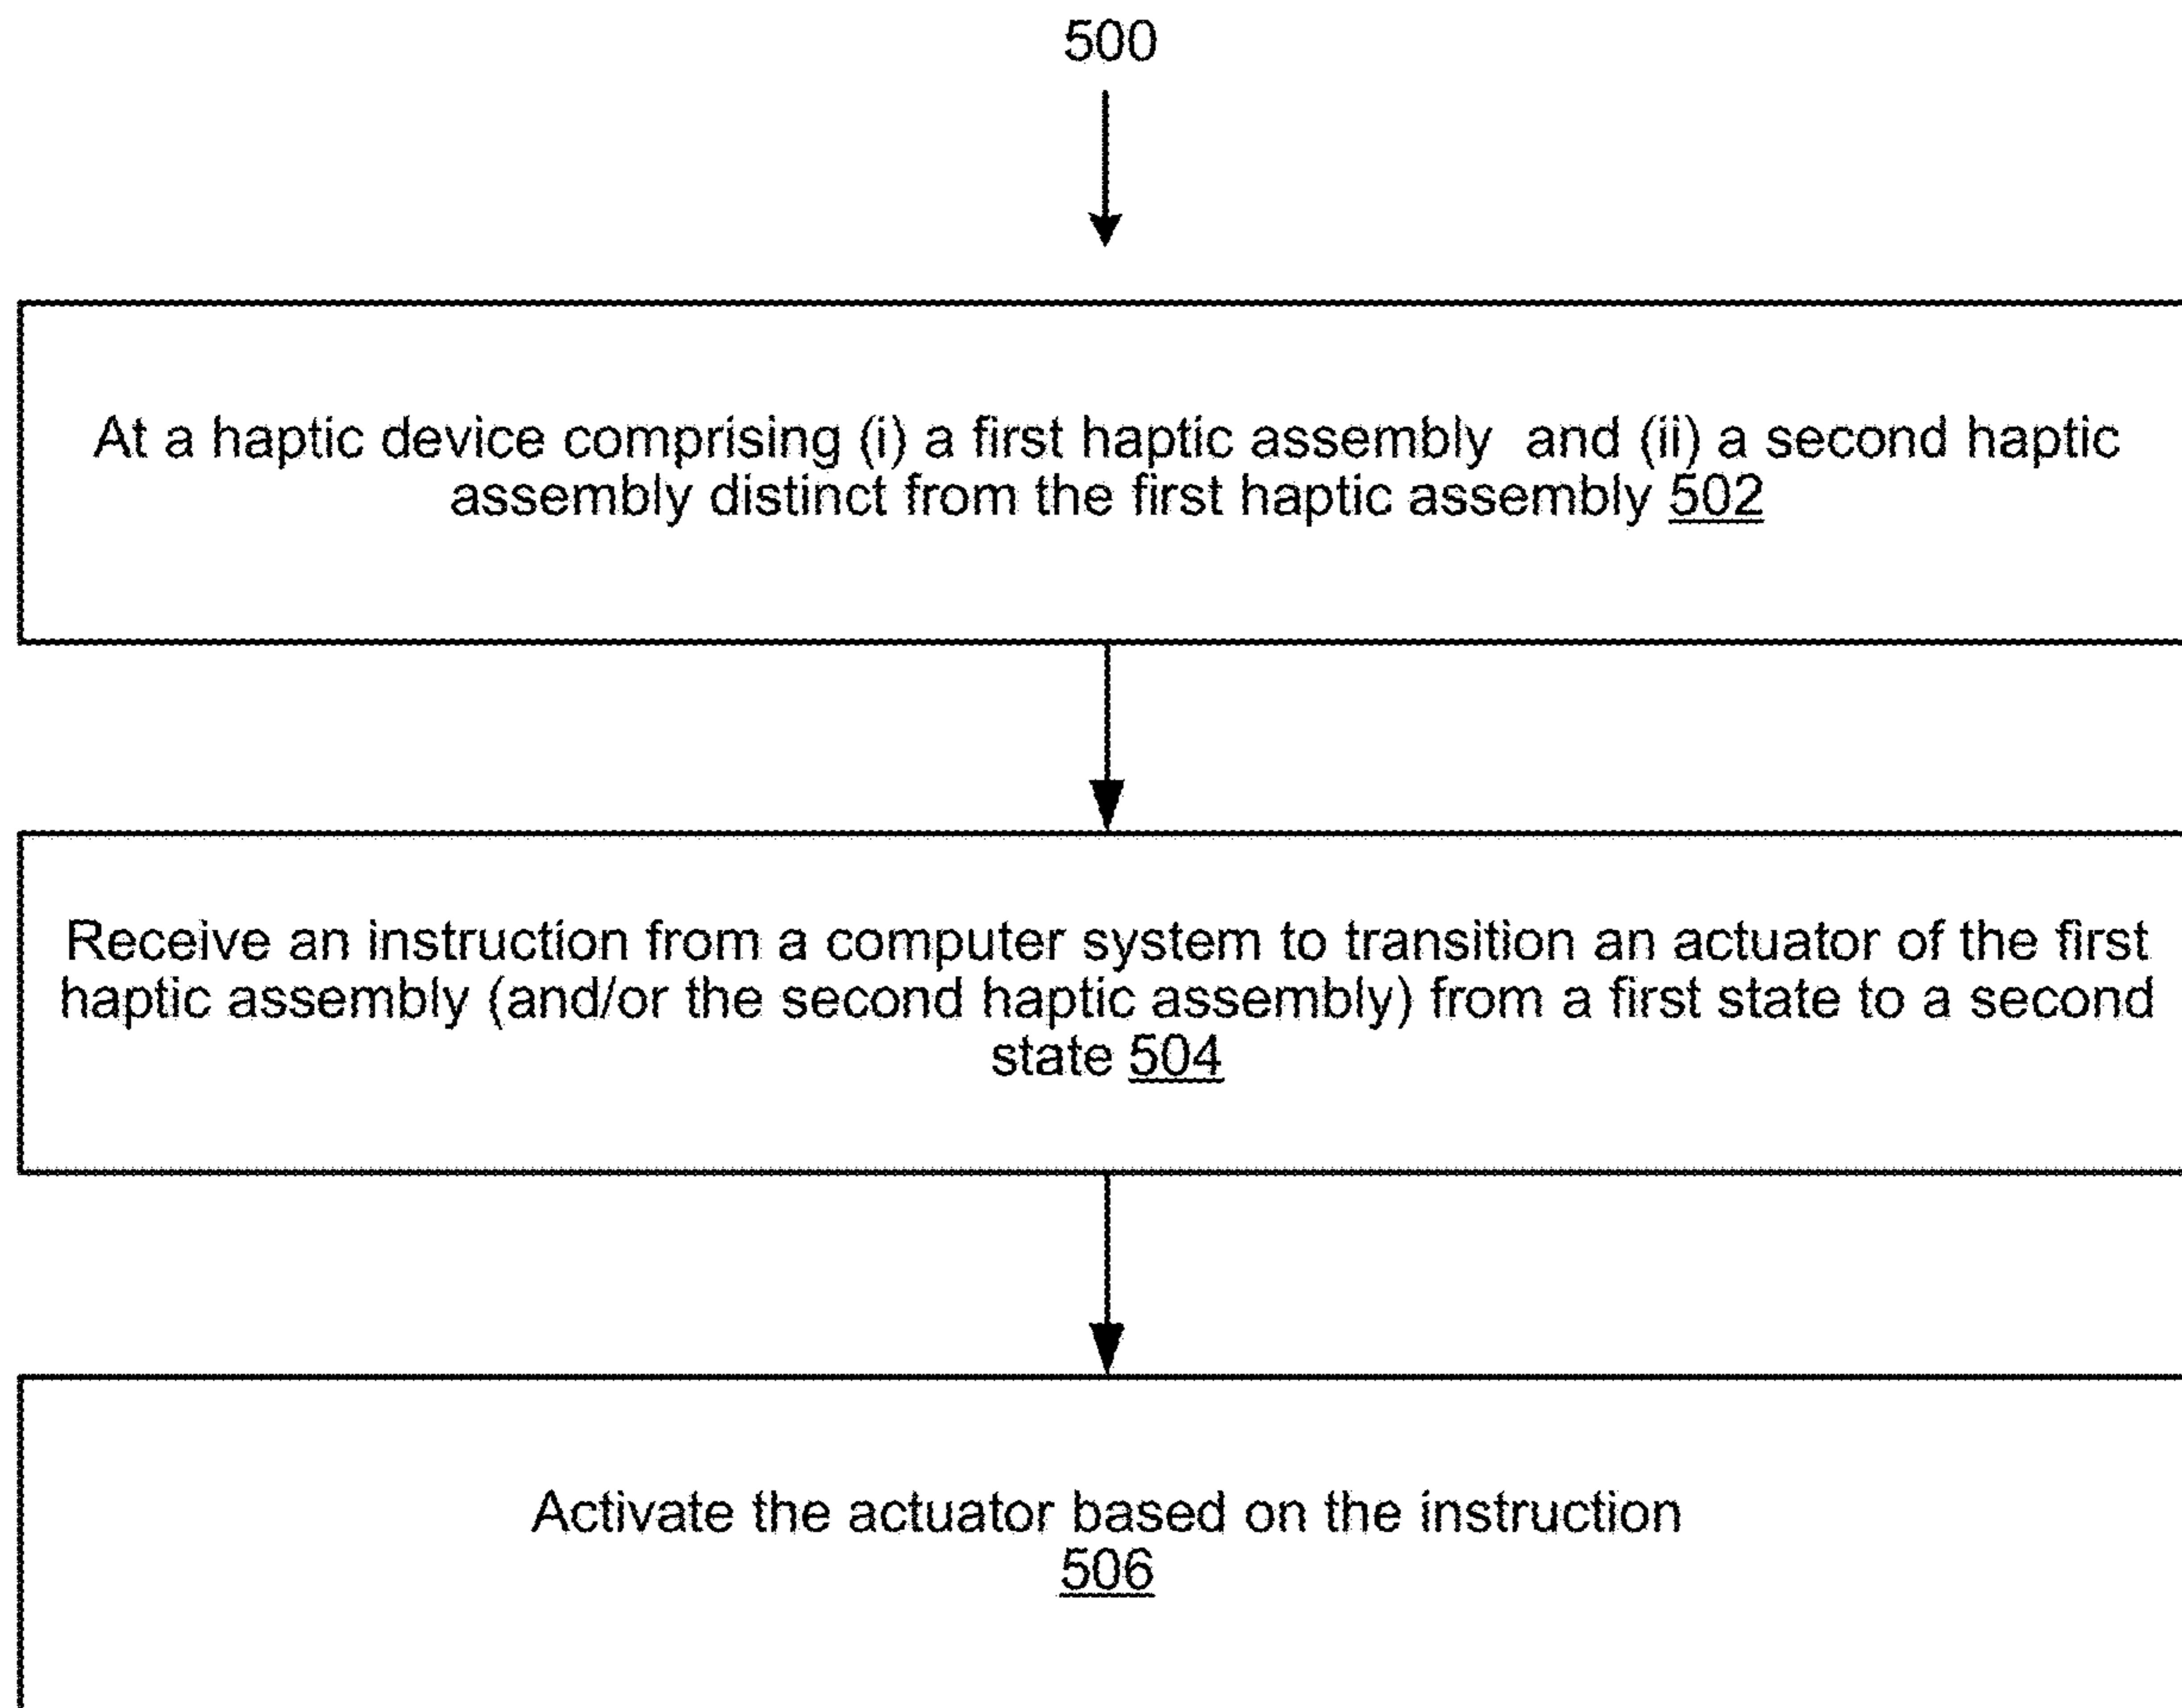 500
At a haptic device comprising (i) a first haptic assembly and (ii) a second haptic
assembly distinct from the first haptic assembly 502
Receive an instruction from a computer system to transition an actuator of the first
haptic assembly (and/or the second haptic assembly) from a first state to a second
state 504
Activate the actuator based on the instruction
506